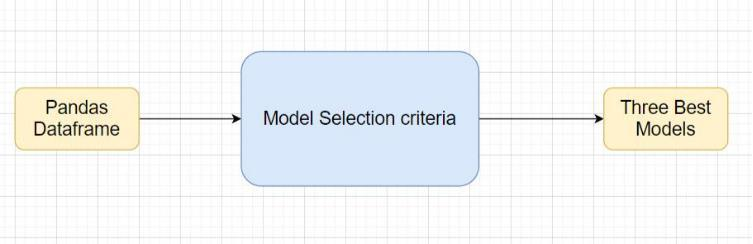 Pandas
Dataframe
Model Selection criteria
Three Best
Models